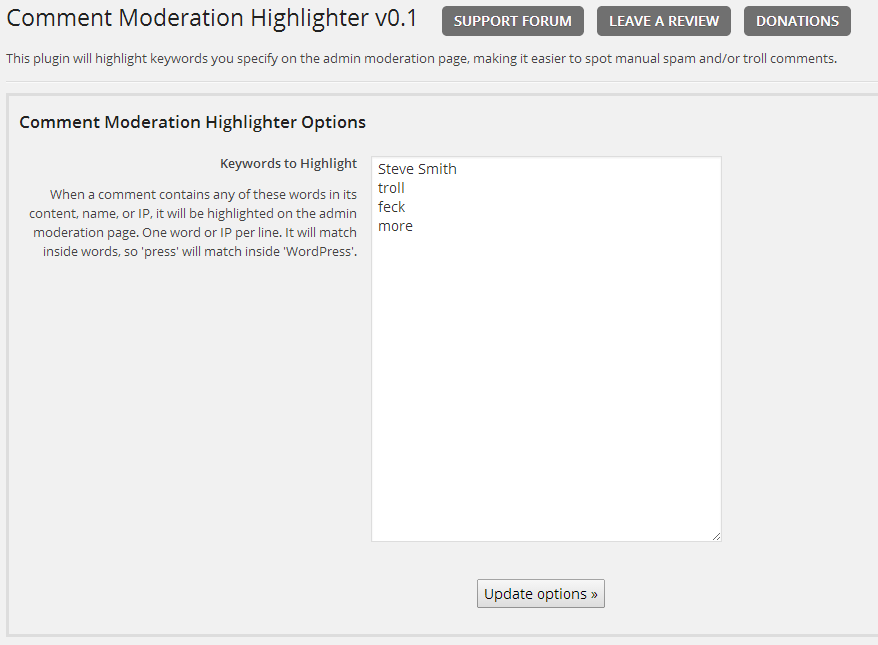 Comment Moderation Highlighter v0.1 SUPPORT FORUM LEAVE A REVIEW DONATIONS
This plugin will highlight keywords you specify on the admin moderation page, making it easier to spot manual spam and/or troll comments.
Comment Moderation Highlighter Options
Keywords to Highlight
When a comment contains any of these words in its
content, name, or IP, it will be highlighted on the admin
moderation page. One word or IP per line. It will match
inside words, so 'press' will match inside 'WordPress'.
Steve Smith
troll
feck
more
Update options »